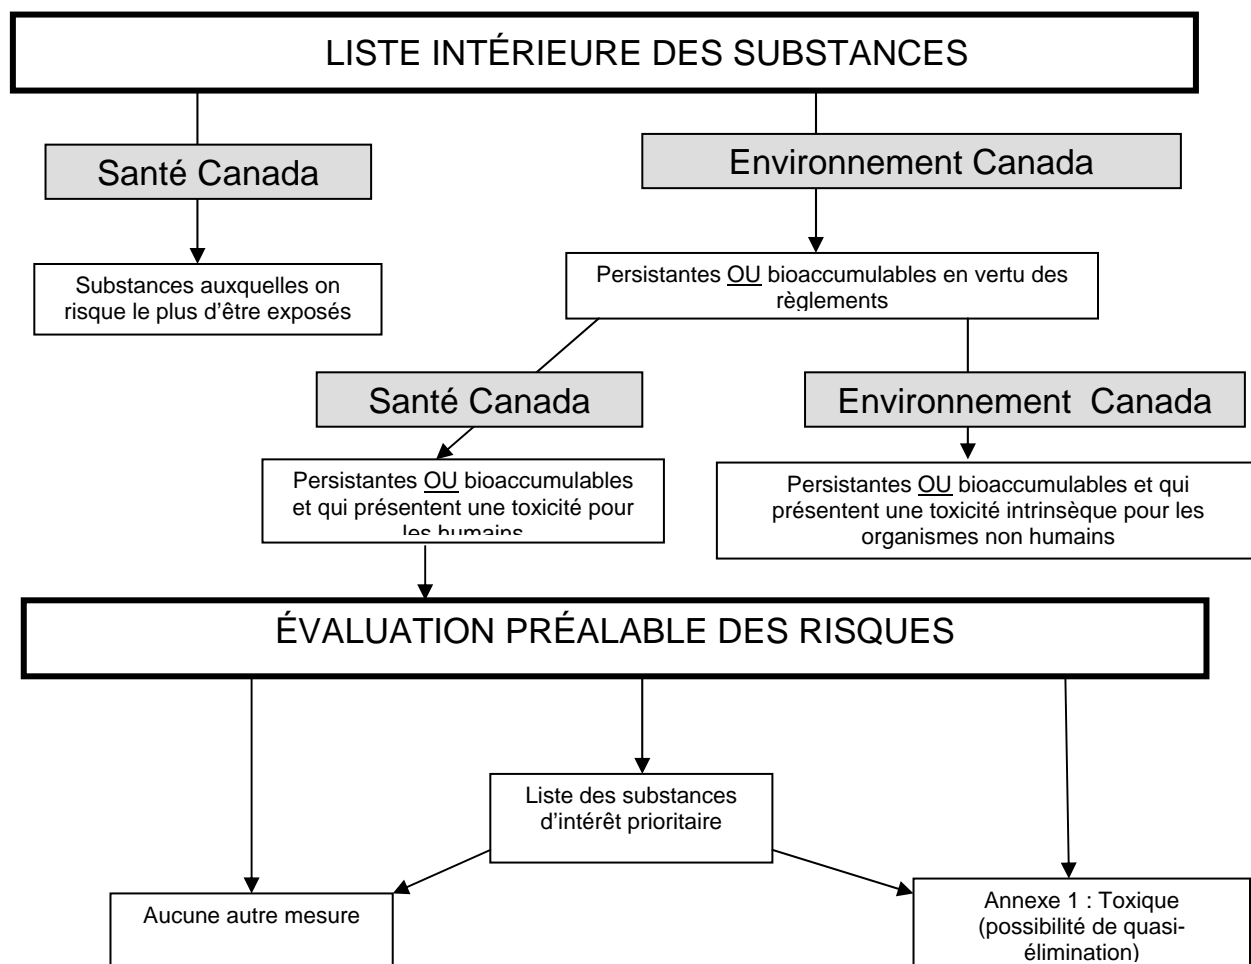 LISTE INTÉRIEURE DES SUBSTANCES
Santé Canada
Environnement Canada
Substances auxquelles on
risque le plus d'être exposés
Persistantes OU bioaccumulables en vertu des
règlements
Santé Canada
Environnement Canada
Persistantes OU bioaccumulables
et qui présentent une toxicité pour
les humains
Persistantes OU bioaccumulables et qui
présentent une toxicité intrinsèque pour les
organismes non humains
ÉVALUATION PRÉALABLE DES RISQUES
Liste des substances
d'intérêt prioritaire
Aucune autre mesure
Annexe 1 : Toxique
(possibilité de quasi-
élimination)